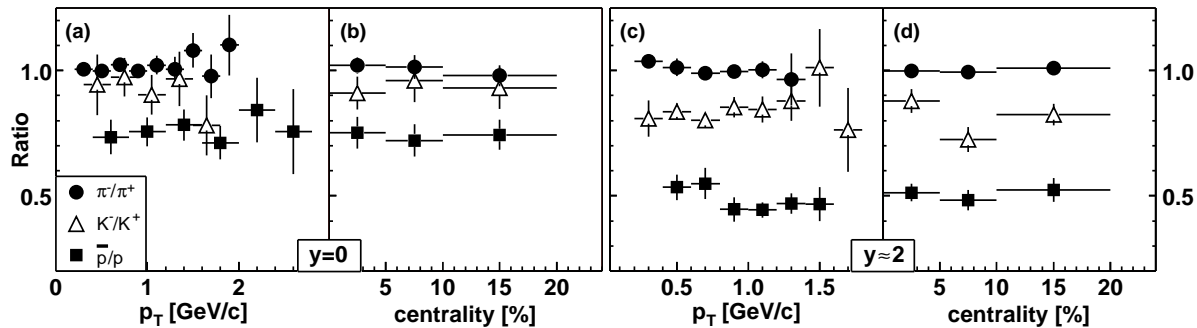 (a)
(b)
(c)
(d)
Ratio
1.0
0.5
1.0
0.5
π⁻/π⁺
K⁻/K⁺
p̅/p
y=0
y≈2
0 1 2
5 10 15 20
0.5 1.0 1.5
5 10 15 20
p_T [GeV/c]
centrality [%]
p_T [GeV/c]
centrality [%]